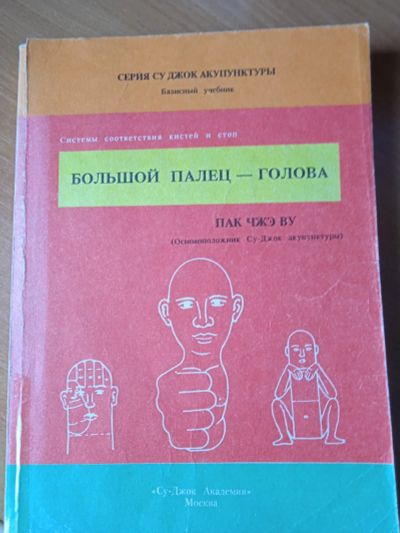 СЕРИЯ СУ ДЖОК АКУПУНКТУРЫ
Базисный учебник
Системы соответствия кистей и стоп
БОЛЬШОЙ ПАЛЕЦ — ГОЛОВА
ПАК ЧЖЭ ВУ
(Основоположник Су-Джок акупунктуры)
«Су-Джок Академия»
Москва